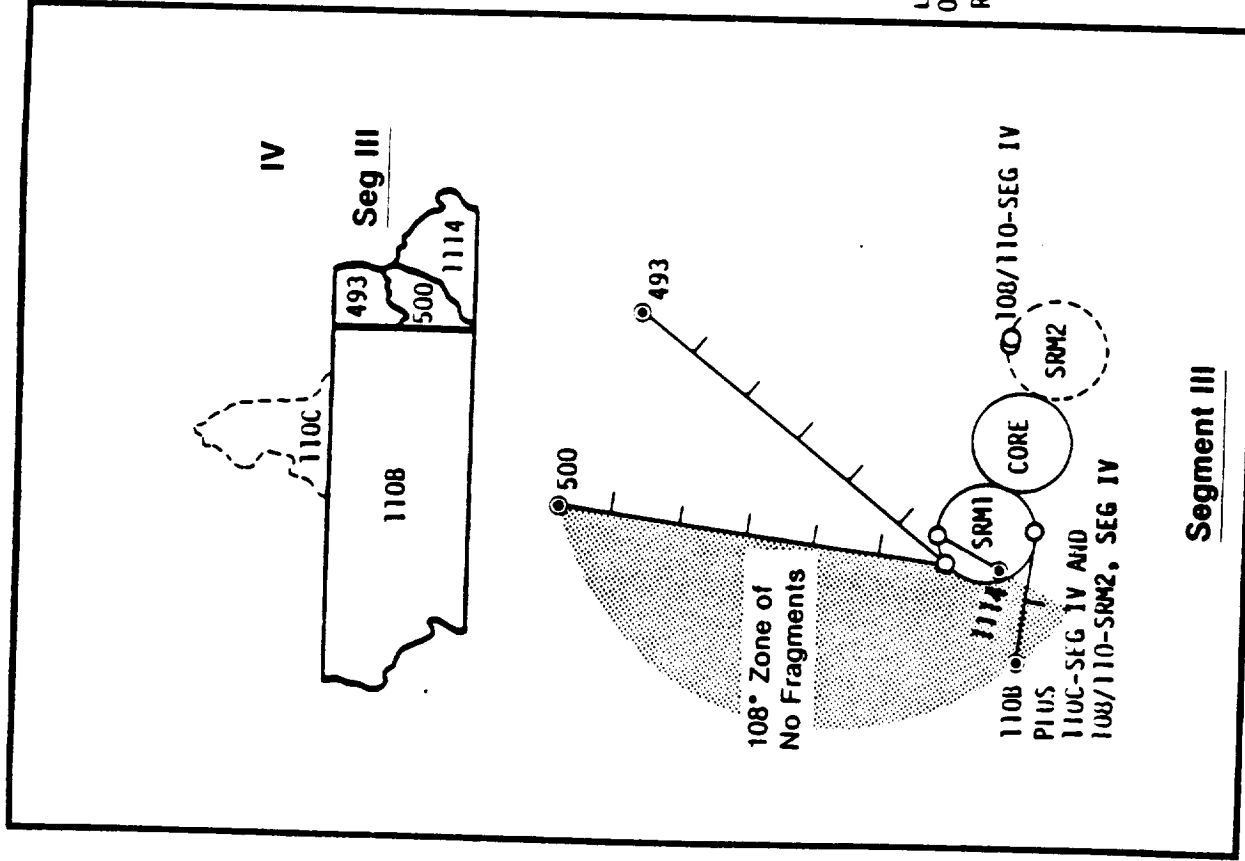 IV
Seg III
110C
110B
493
500
1114
500
493
108° Zone of
No Fragments
SRM1
CORE
SRM2
1114
108/110-SEG IV
110B
PLUS
110C-SEG IV AND
108/110-SRM2, SEG IV
Segment III